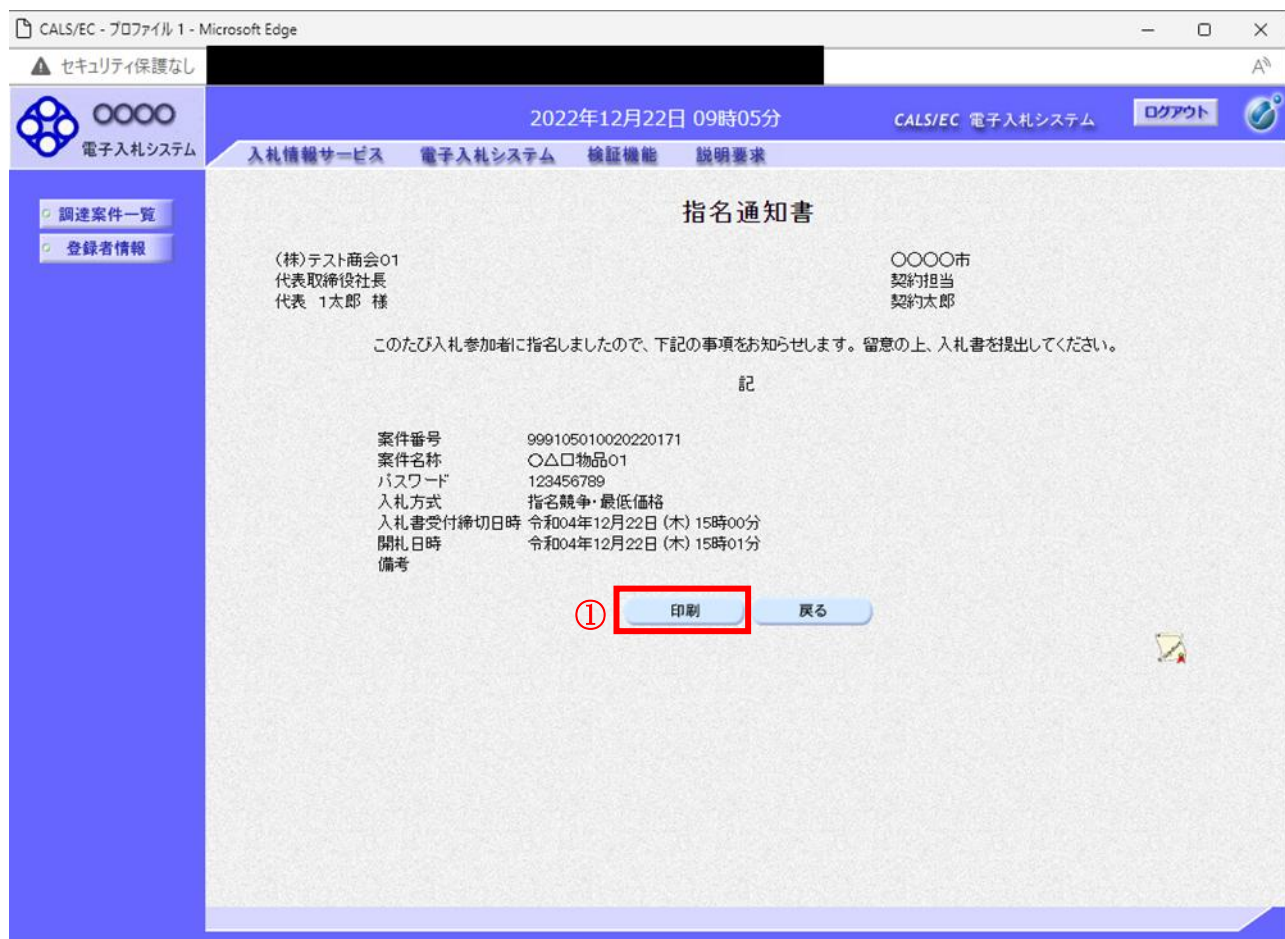 CALS/EC - プロファイル 1 - Microsoft Edge
セキュリティ保護なし
○○○○
電子入札システム
2022年12月22日 09時05分
CALS/EC 電子入札システム
ログアウト
入札情報サービス 電子入札システム 検証機能 説明要求
調達案件一覧
登録者情報
指名通知書
(株)テスト商会01
代表取締役社長
代表 1太郎 様
○○○○市
契約担当
契約太郎
このたび入札参加者に指名しましたので、下記の事項をお知らせします。留意の上、入札書を提出してください。
記
案件番号 999105010020220171
案件名称 ○△口物品01
パスワード 123456789
入札方式 指名競争・最低価格
入札書受付締切日時 令和04年12月22日 (木) 15時00分
開札日時 令和04年12月22日 (木) 15時01分
備考
① 印刷 戻る